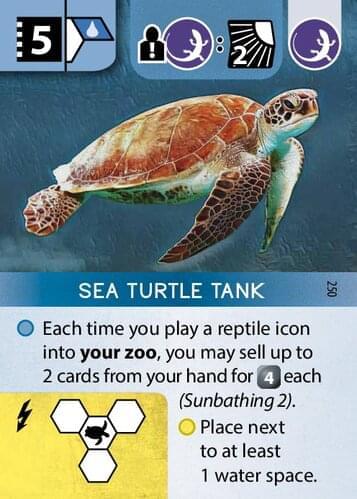 5
2
SEA TURTLE TANK
250
Each time you play a reptile icon
into your zoo, you may sell up to
2 cards from your hand for 4 each
(Sunbathing 2).
Place next
to at least
1 water space.